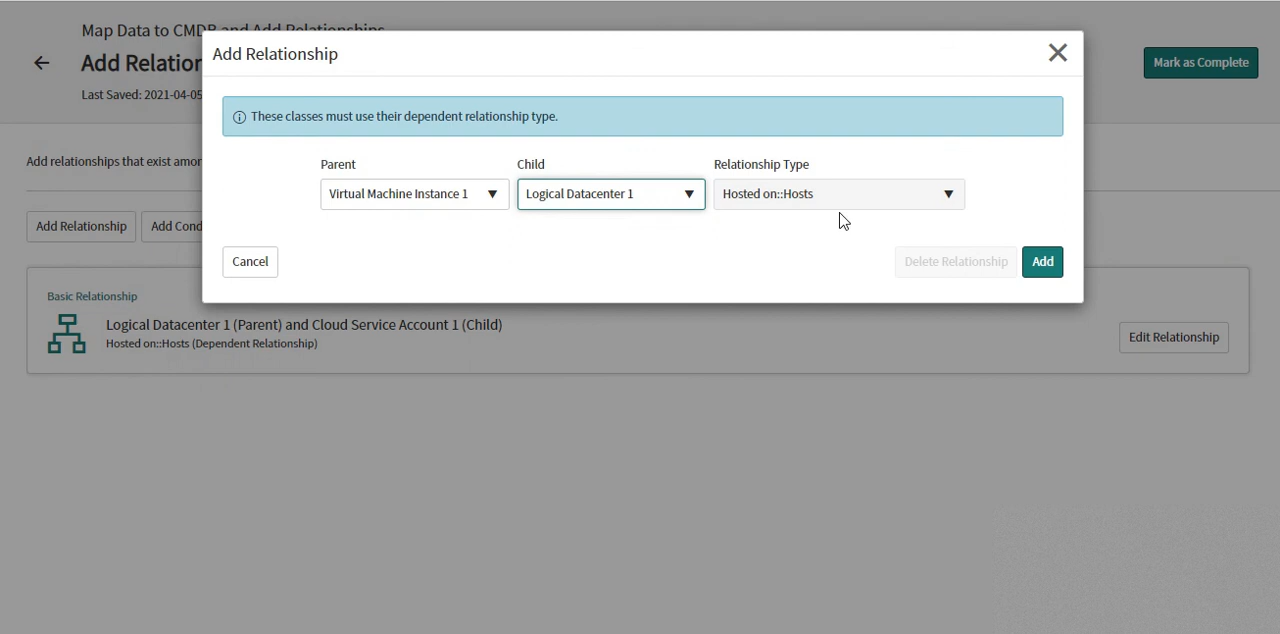 Map Data to CMDB and Add Relationships
Add Relationship
Add Relation
Mark as Complete
Last Saved: 2021-04-05
These classes must use their dependent relationship type.
Add relationships that exist amon
Parent
Child
Relationship Type
Virtual Machine Instance 1
Logical Datacenter 1
Hosted on::Hosts
Add Relationship
Add Cond
Cancel
Delete Relationship
Add
Basic Relationship
Logical Datacenter 1 (Parent) and Cloud Service Account 1 (Child)
Hosted on::Hosts (Dependent Relationship)
Edit Relationship